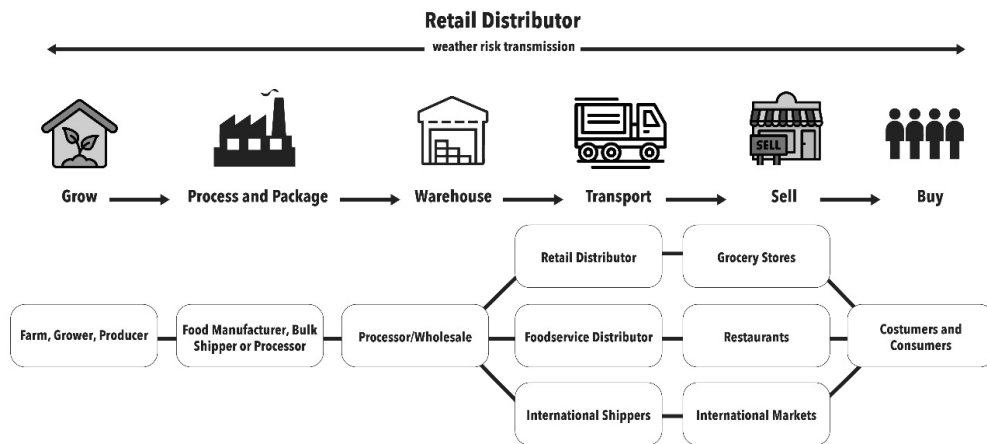 Retail Distributor
weather risk transmission
SELL
Grow
Process and Package
Warehouse
Transport
Sell
Buy
Retail Distributor
Grocery Stores
Farm, Grower, Producer
Food Manufacturer, Bulk
Shipper or Processor
Processor/Wholesale
Foodservice Distributor
Restaurants
Costumers and
Consumers
International Shippers
International Markets